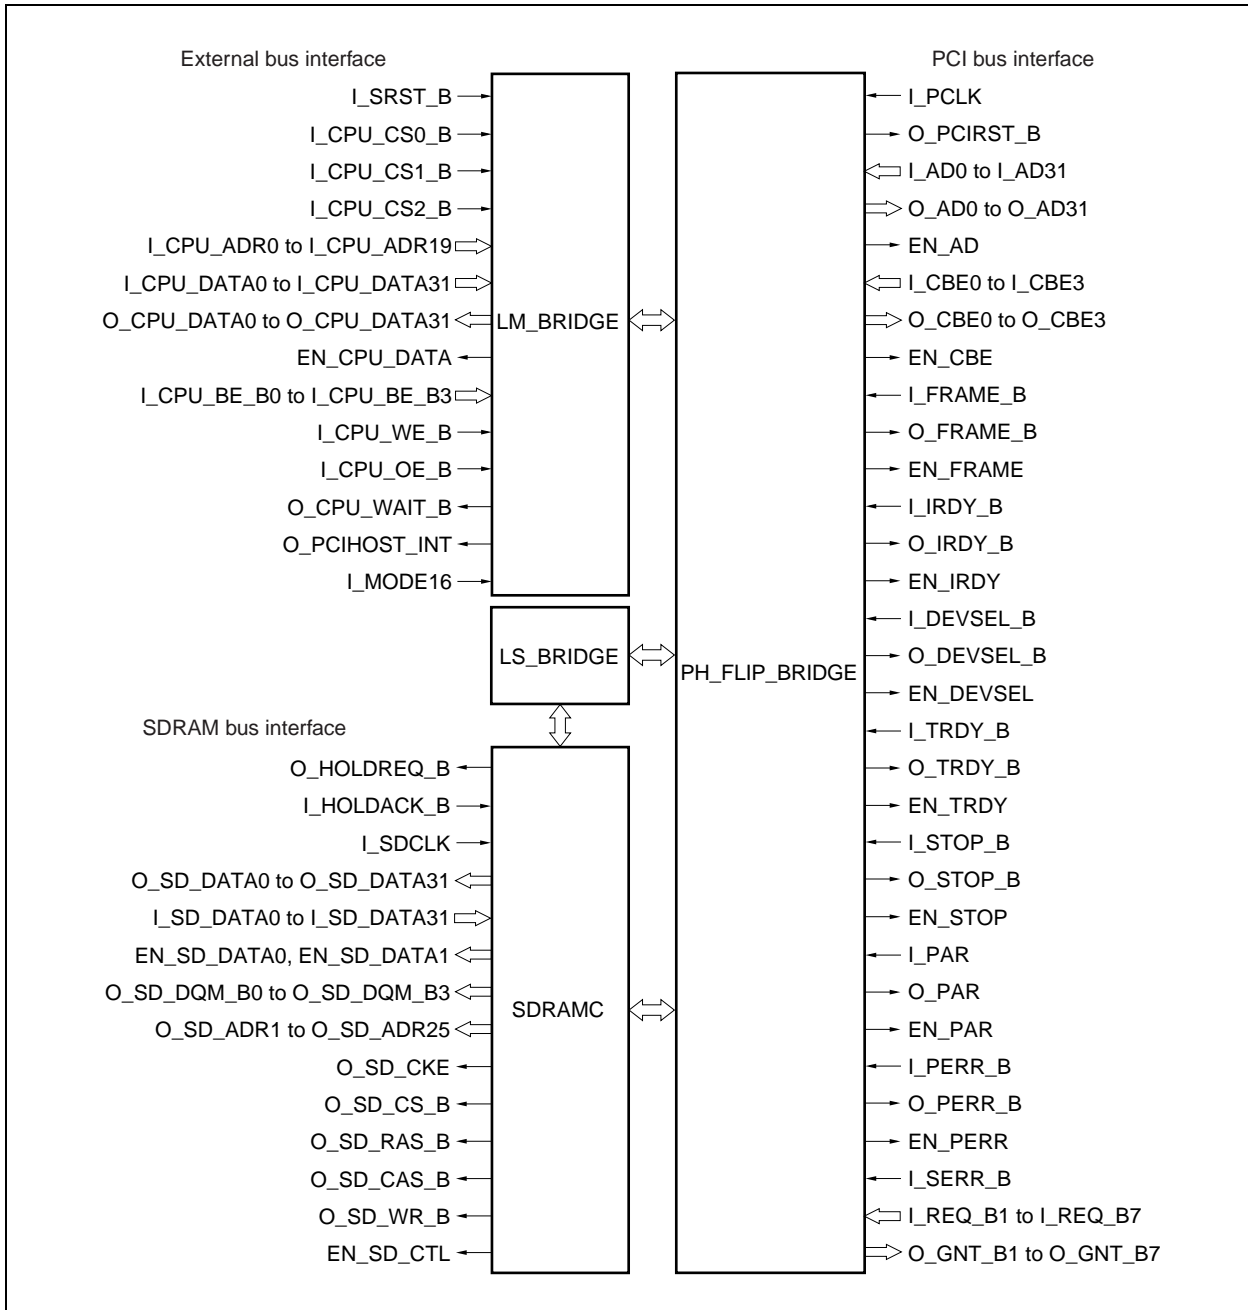 External bus interface
I_SRST_B
I_CPU_CS0_B
I_CPU_CS1_B
I_CPU_CS2_B
I_CPU_ADR0 to I_CPU_ADR19
I_CPU_DATA0 to I_CPU_DATA31
O_CPU_DATA0 to O_CPU_DATA31
EN_CPU_DATA
I_CPU_BE_B0 to I_CPU_BE_B3
I_CPU_WE_B
I_CPU_OE_B
O_CPU_WAIT_B
O_PCIHOST_INT
I_MODE16
LM_BRIDGE
LS_BRIDGE
SDRAM bus interface
O_HOLDREQ_B
I_HOLDACK_B
I_SDCLK
O_SD_DATA0 to O_SD_DATA31
I_SD_DATA0 to I_SD_DATA31
EN_SD_DATA0, EN_SD_DATA1
O_SD_DQM_B0 to O_SD_DQM_B3
O_SD_ADR1 to O_SD_ADR25
O_SD_CKE
O_SD_CS_B
O_SD_RAS_B
O_SD_CAS_B
O_SD_WR_B
EN_SD_CTL
SDRAMC
PH_FLIP_BRIDGE
PCI bus interface
I_PCLK
O_PCIRST_B
I_AD0 to I_AD31
O_AD0 to O_AD31
EN_AD
I_CBE0 to I_CBE3
O_CBE0 to O_CBE3
EN_CBE
I_FRAME_B
O_FRAME_B
EN_FRAME
I_IRDY_B
O_IRDY_B
EN_IRDY
I_DEVSEL_B
O_DEVSEL_B
EN_DEVSEL
I_TRDY_B
O_TRDY_B
EN_TRDY
I_STOP_B
O_STOP_B
EN_STOP
I_PAR
O_PAR
EN_PAR
I_PERR_B
O_PERR_B
EN_PERR
I_SERR_B
I_REQ_B1 to I_REQ_B7
O_GNT_B1 to O_GNT_B7